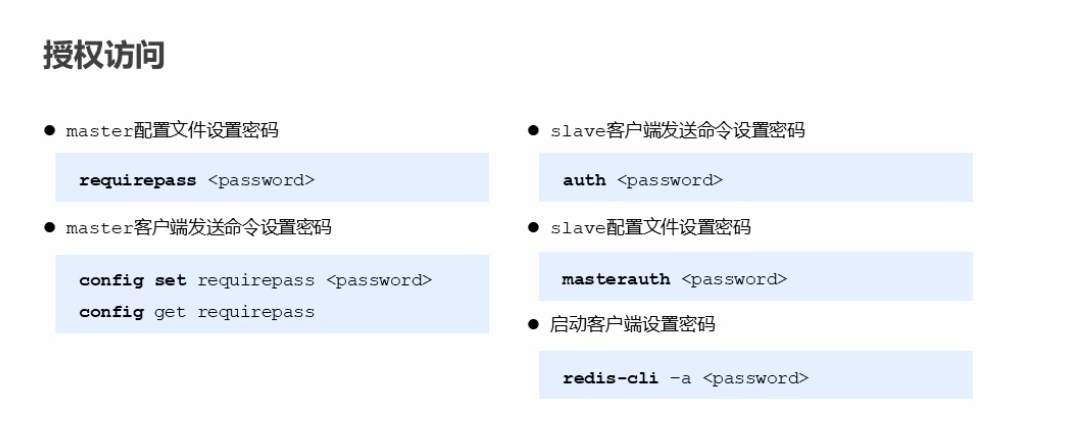 授权访问
● master配置文件设置密码
requirepass <password>
● master客户端发送命令设置密码
config set requirepass <password>
config get requirepass
● slave客户端发送命令设置密码
auth <password>
● slave配置文件设置密码
masterauth <password>
● 启动客户端设置密码
redis-cli –a <password>